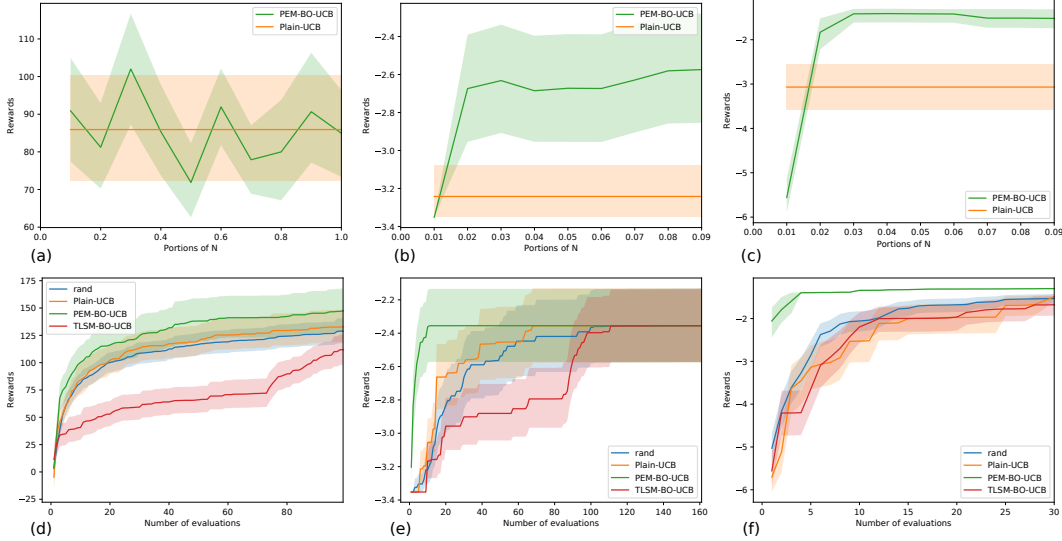 PEM-BO-UCB
Plain-UCB
110
100
90
80
70
60
0.0 0.2 0.4 0.6 0.8 1.0
Rewards
Portions of N
(a)
PEM-BO-UCB
Plain-UCB
−2.4
−2.6
−2.8
−3.0
−3.2
−3.4
0.00 0.01 0.02 0.03 0.04 0.05 0.06 0.07 0.08 0.09
Rewards
Portions of N
(b)
−2
−3
−4
−5
−6
PEM-BO-UCB
Plain-UCB
0.00 0.01 0.02 0.03 0.04 0.05 0.06 0.07 0.08 0.09
Rewards
Portions of N
(c)
rand
Plain-UCB
PEM-BO-UCB
TLSM-BO-UCB
175
150
125
100
75
50
25
0
−25
0 20 40 60 80
Rewards
Number of evaluations
(d)
−2.2
−2.4
−2.6
−2.8
−3.0
−3.2
−3.4
rand
Plain-UCB
PEM-BO-UCB
TLSM-BO-UCB
0 20 40 60 80 100 120 140 160
Rewards
Number of evaluations
(e)
−2
−3
−4
−5
−6
rand
Plain-UCB
PEM-BO-UCB
TLSM-BO-UCB
0 5 10 15 20 25 30
Rewards
Number of evaluations
(f)